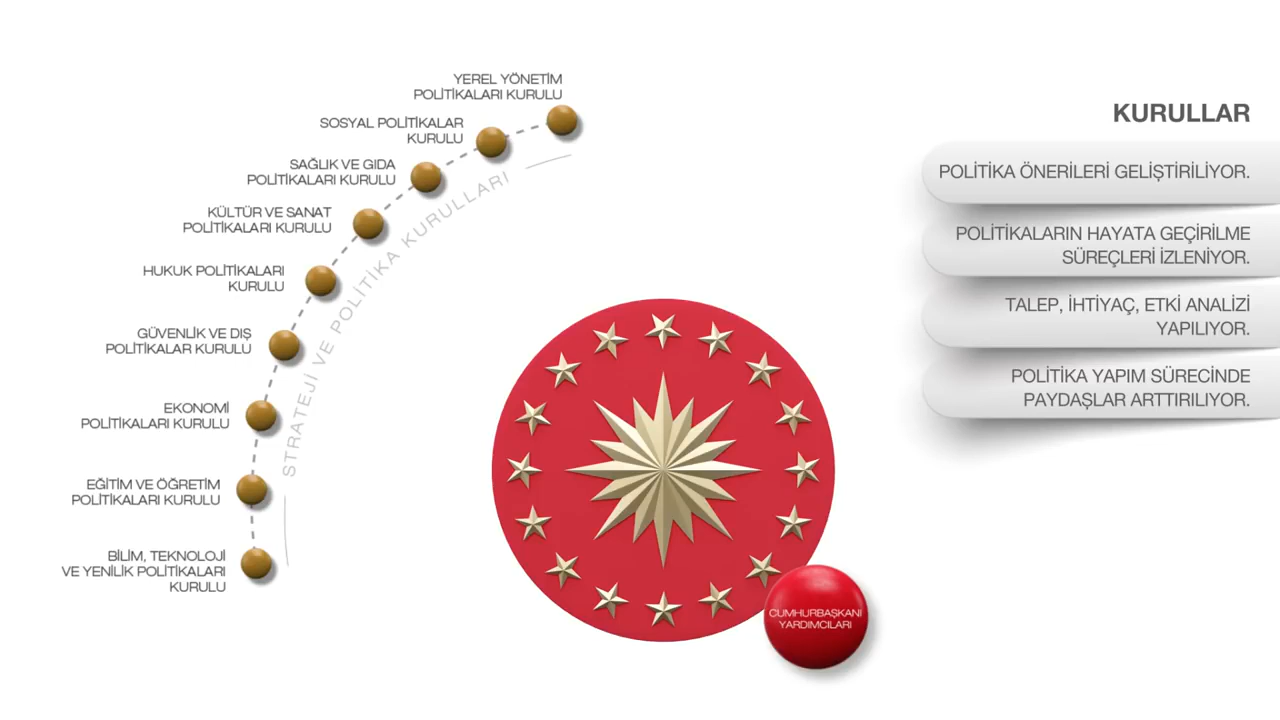 YEREL YÖNETİM
POLİTİKALARI KURULU
SOSYAL POLİTİKALAR
KURULU
SAĞLIK VE GIDA
POLİTİKALARI KURULU
KÜLTÜR VE SANAT
POLİTİKALARI KURULU
HUKUK POLİTİKALARI
KURULU
GÜVENLİK VE DIŞ
POLİTİKALAR KURULU
EKONOMİ
POLİTİKALARI KURULU
EĞİTİM VE ÖĞRETİM
POLİTİKALARI KURULU
BİLİM, TEKNOLOJİ
VE YENİLİK POLİTİKALARI
KURULU
STRATEJİ VE POLİTİKA KURULLARI
CUMHURBAŞKANI
YARDIMCILARI
KURULLAR
POLİTİKA ÖNERİLERİ GELİŞTİRİLİYOR.
POLİTİKALARIN HAYATA GEÇİRİLME
SÜREÇLERİ İZLENİYOR.
TALEP, İHTİYAÇ, ETKİ ANALİZİ
YAPILIYOR.
POLİTİKA YAPIM SÜRECİNDE
PAYDAŞLAR ARTTIRILIYOR.